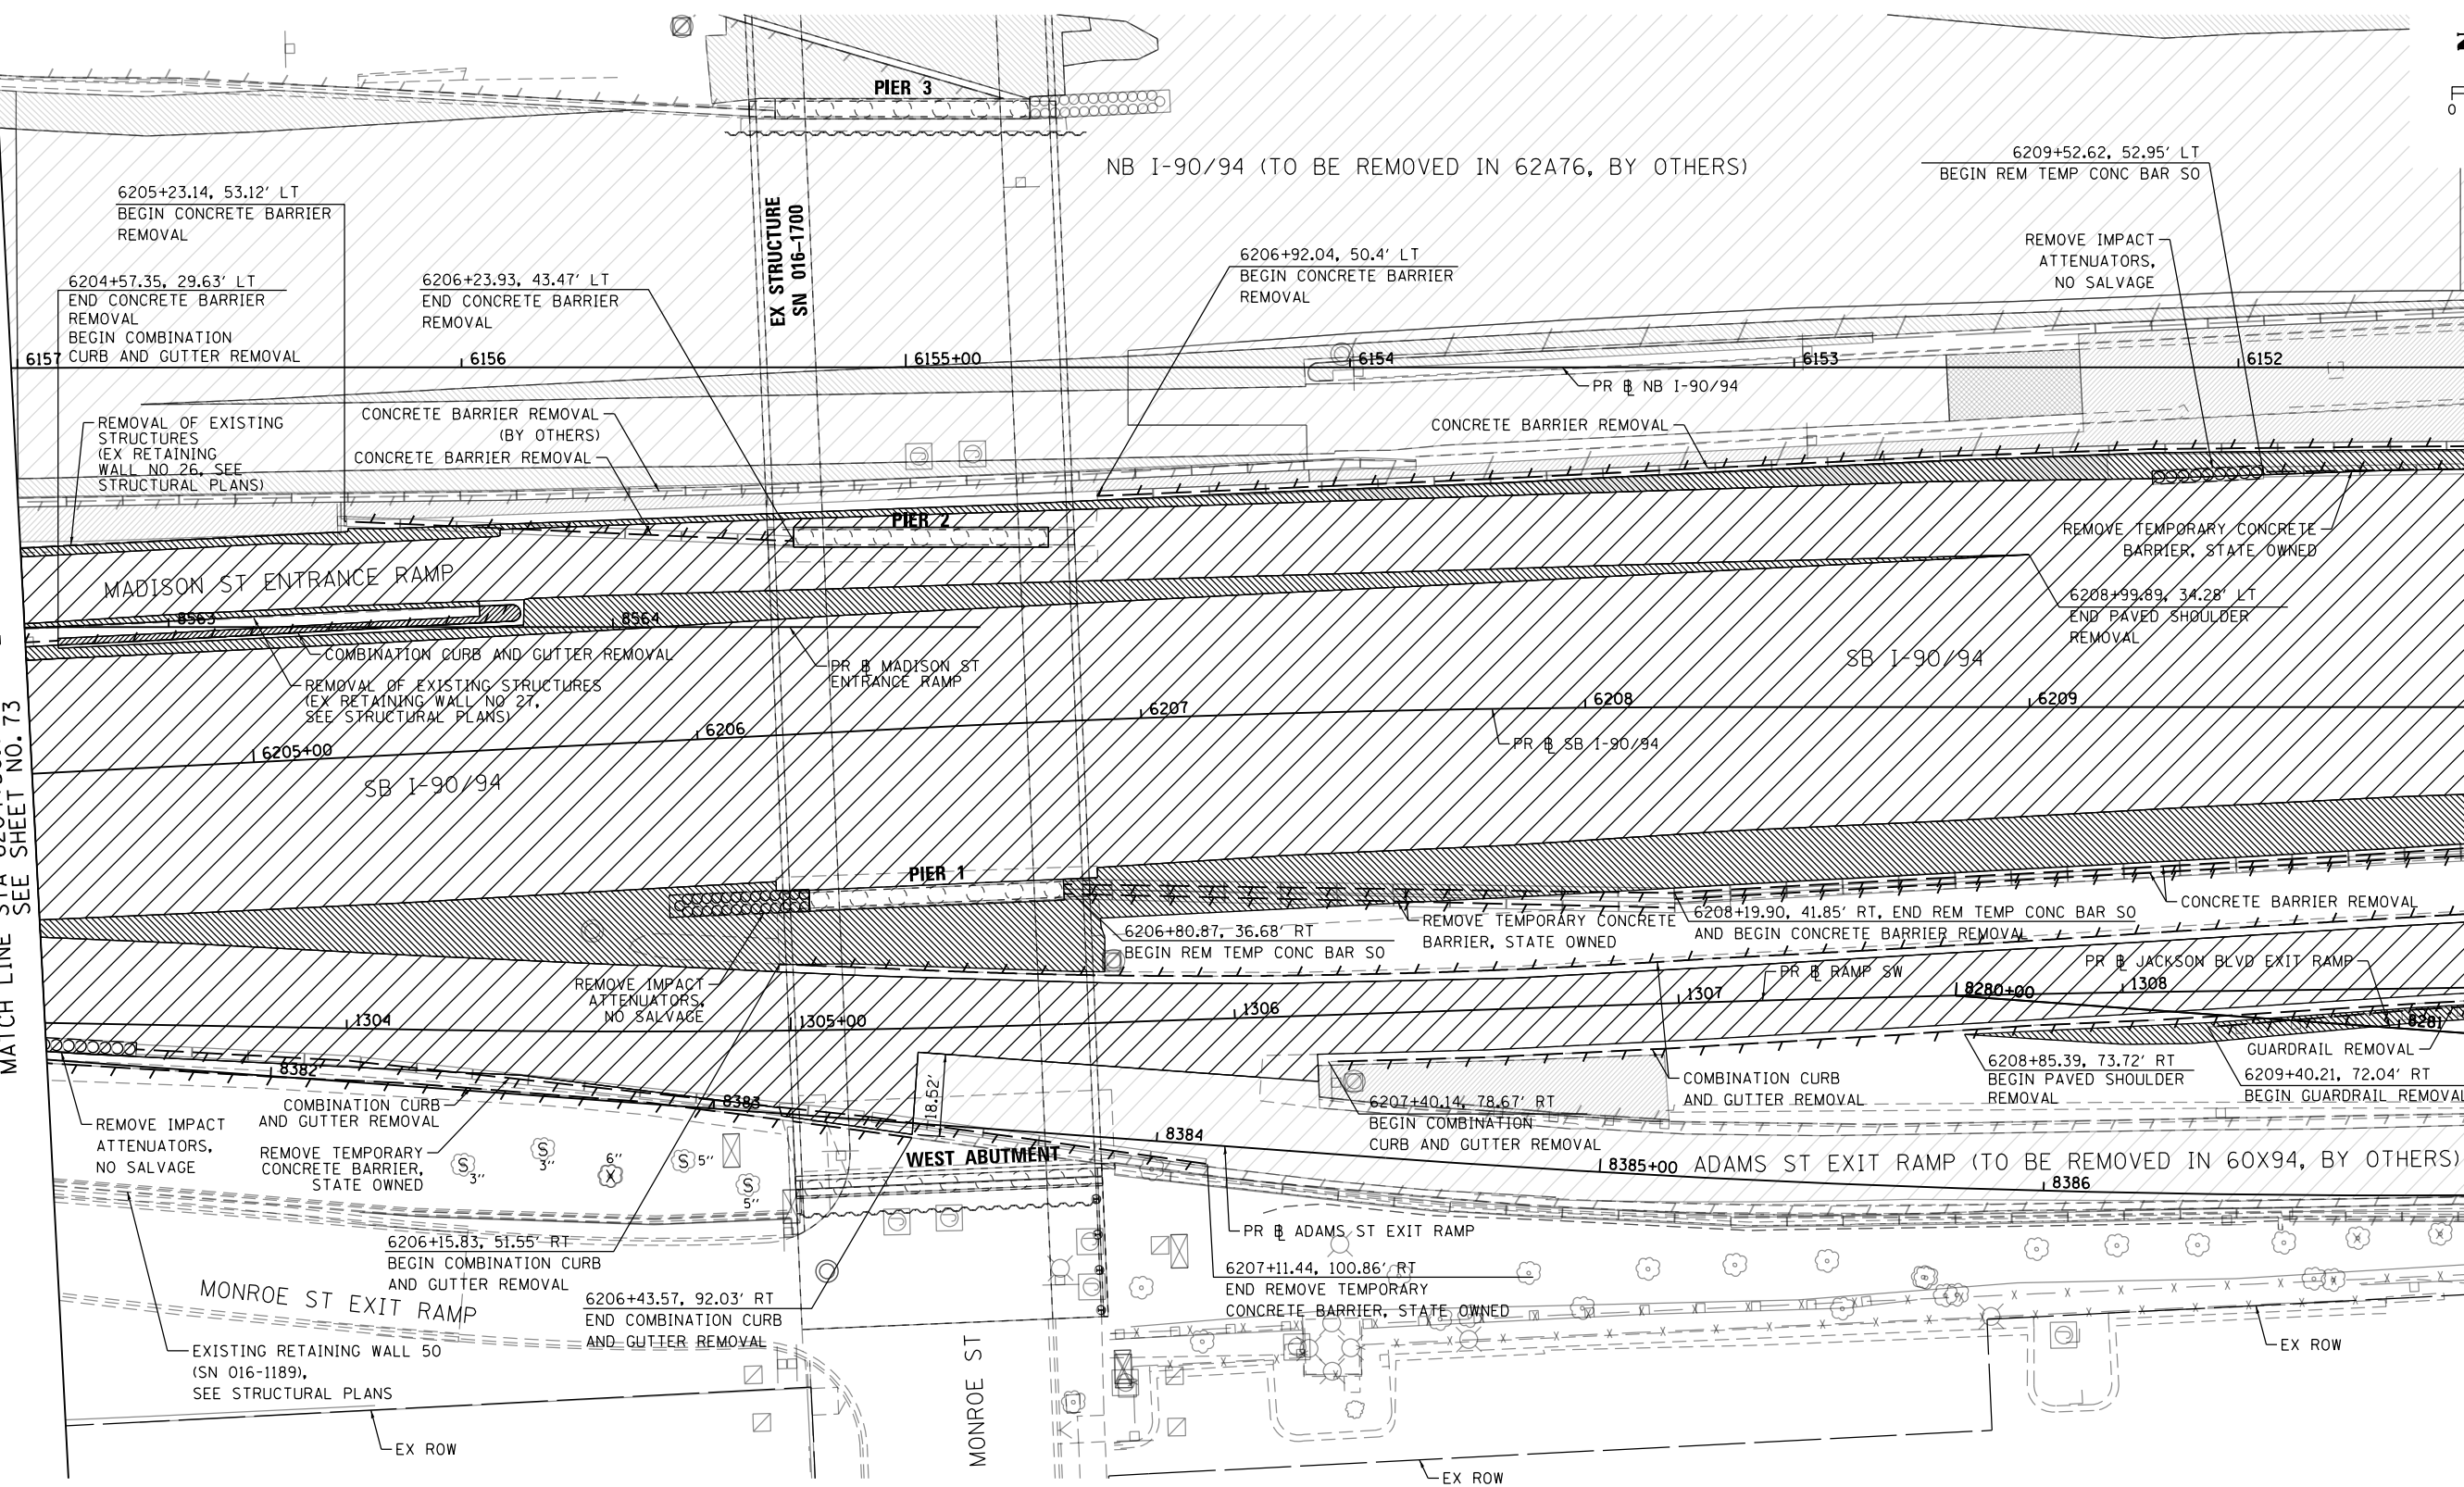 PIER 3
NB I-90/94 (TO BE REMOVED IN 62A76, BY OTHERS)
6209+52.62, 52.95' LT
BEGIN REM TEMP CONC BAR SO
6205+23.14, 53.12' LT
BEGIN CONCRETE BARRIER
REMOVAL
EX STRUCTURE
SN 016-1700
6206+92.04, 50.4' LT
BEGIN CONCRETE BARRIER
REMOVAL
REMOVE IMPACT
ATTENUATORS,
NO SALVAGE
6204+57.35, 29.63' LT
END CONCRETE BARRIER
REMOVAL
BEGIN COMBINATION
CURB AND GUTTER REMOVAL
6206+23.93, 43.47' LT
END CONCRETE BARRIER
REMOVAL
6157
6156
6155+00
6154
6153
6152
PR ℄ NB I-90/94
REMOVAL OF EXISTING
STRUCTURES
(EX RETAINING
WALL NO 26, SEE
STRUCTURAL PLANS)
CONCRETE BARRIER REMOVAL
(BY OTHERS)
CONCRETE BARRIER REMOVAL
CONCRETE BARRIER REMOVAL
PIER 2
REMOVE TEMPORARY CONCRETE
BARRIER, STATE OWNED
MADISON ST ENTRANCE RAMP
8563
8564
6208+99.89, 34.28' LT
END PAVED SHOULDER
REMOVAL
COMBINATION CURB AND GUTTER REMOVAL
REMOVAL OF EXISTING STRUCTURES
(EX RETAINING WALL NO 27,
SEE STRUCTURAL PLANS)
PR ℄ MADISON ST
ENTRANCE RAMP
SB I-90/94
6205+00
6206
6207
6208
6209
PR ℄ SB I-90/94
SB I-90/94
SEE SHEET NO. 73
PIER 1
6206+80.87, 36.68' RT
BEGIN REM TEMP CONC BAR SO
REMOVE TEMPORARY CONCRETE
BARRIER, STATE OWNED
6208+19.90, 41.85' RT, END REM TEMP CONC BAR SO
AND BEGIN CONCRETE BARRIER REMOVAL
CONCRETE BARRIER REMOVAL
REMOVE IMPACT
ATTENUATORS,
NO SALVAGE
PR ℄ RAMP SW
PR ℄ JACKSON BLVD EXIT RAMP
1304
1305+00
1306
1307
8280+00
1308
8281
8382
8383
8384
8385+00
8386
18.52'
REMOVE IMPACT
ATTENUATORS,
NO SALVAGE
COMBINATION CURB
AND GUTTER REMOVAL
REMOVE TEMPORARY
CONCRETE BARRIER,
STATE OWNED
S
3"
S
3"
6"
X
S
5"
S
5"
WEST ABUTMENT
6207+40.14, 78.67' RT
BEGIN COMBINATION
CURB AND GUTTER REMOVAL
COMBINATION CURB
AND GUTTER REMOVAL
6208+85.39, 73.72' RT
BEGIN PAVED SHOULDER
REMOVAL
GUARDRAIL REMOVAL
6209+40.21, 72.04' RT
BEGIN GUARDRAIL REMOVAL
ADAMS ST EXIT RAMP (TO BE REMOVED IN 60X94, BY OTHERS)
PR ℄ ADAMS ST EXIT RAMP
6206+15.83, 51.55' RT
BEGIN COMBINATION CURB
AND GUTTER REMOVAL
MONROE ST EXIT RAMP
6206+43.57, 92.03' RT
END COMBINATION CURB
AND GUTTER REMOVAL
6207+11.44, 100.86' RT
END REMOVE TEMPORARY
CONCRETE BARRIER, STATE OWNED
EXISTING RETAINING WALL 50
(SN 016-1189),
SEE STRUCTURAL PLANS
MONROE ST
EX ROW
EX ROW
EX ROW
MATCH LINE